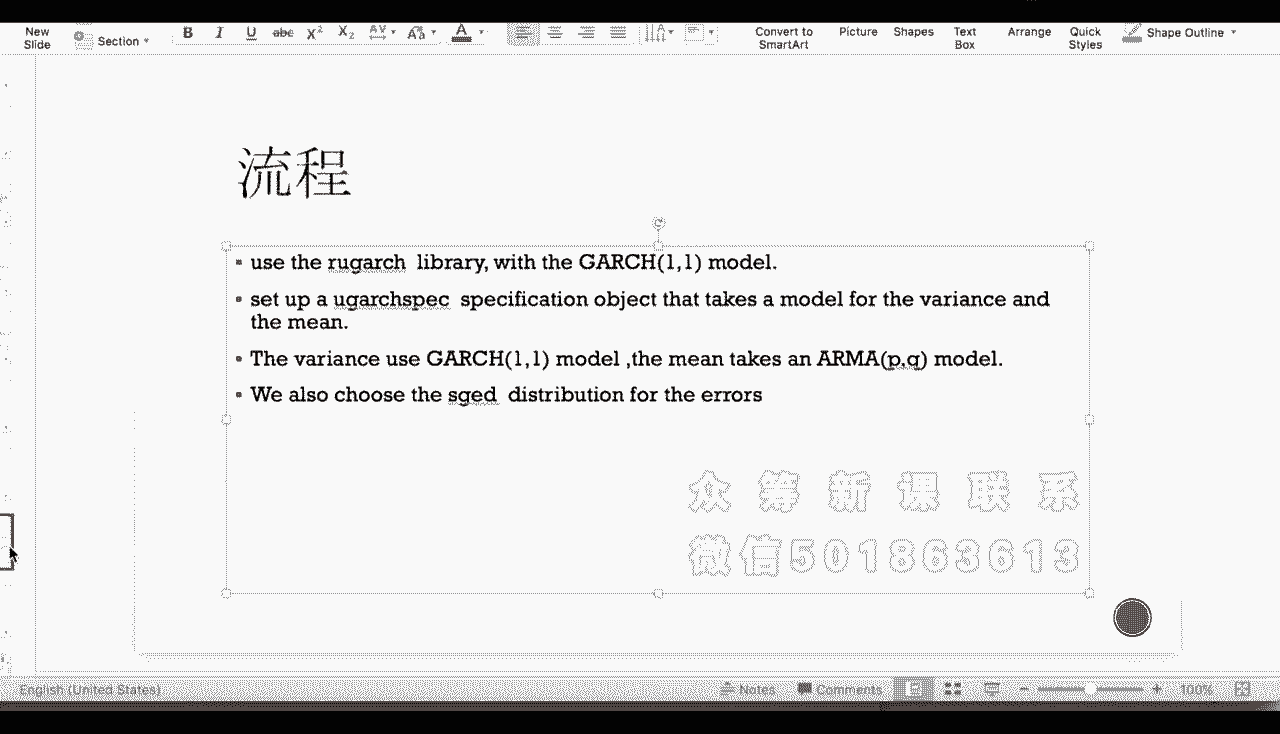 New
Slide
Section
B I U abc X² X₂ AV Aa A
Convert to
SmartArt
Picture
Shapes
Text
Box
Arrange
Quick
Styles
Shape Outline
流程
▪ use the rugarch library, with the GARCH(1,1) model.
▪ set up a ugarchspec specification object that takes a model for the variance and
the mean.
▪ The variance use GARCH(1,1) model ,the mean takes an ARMA(p,q) model.
▪ We also choose the sged distribution for the errors
众筹新课联系
微信501863613
English (United States)
Notes
Comments
100%